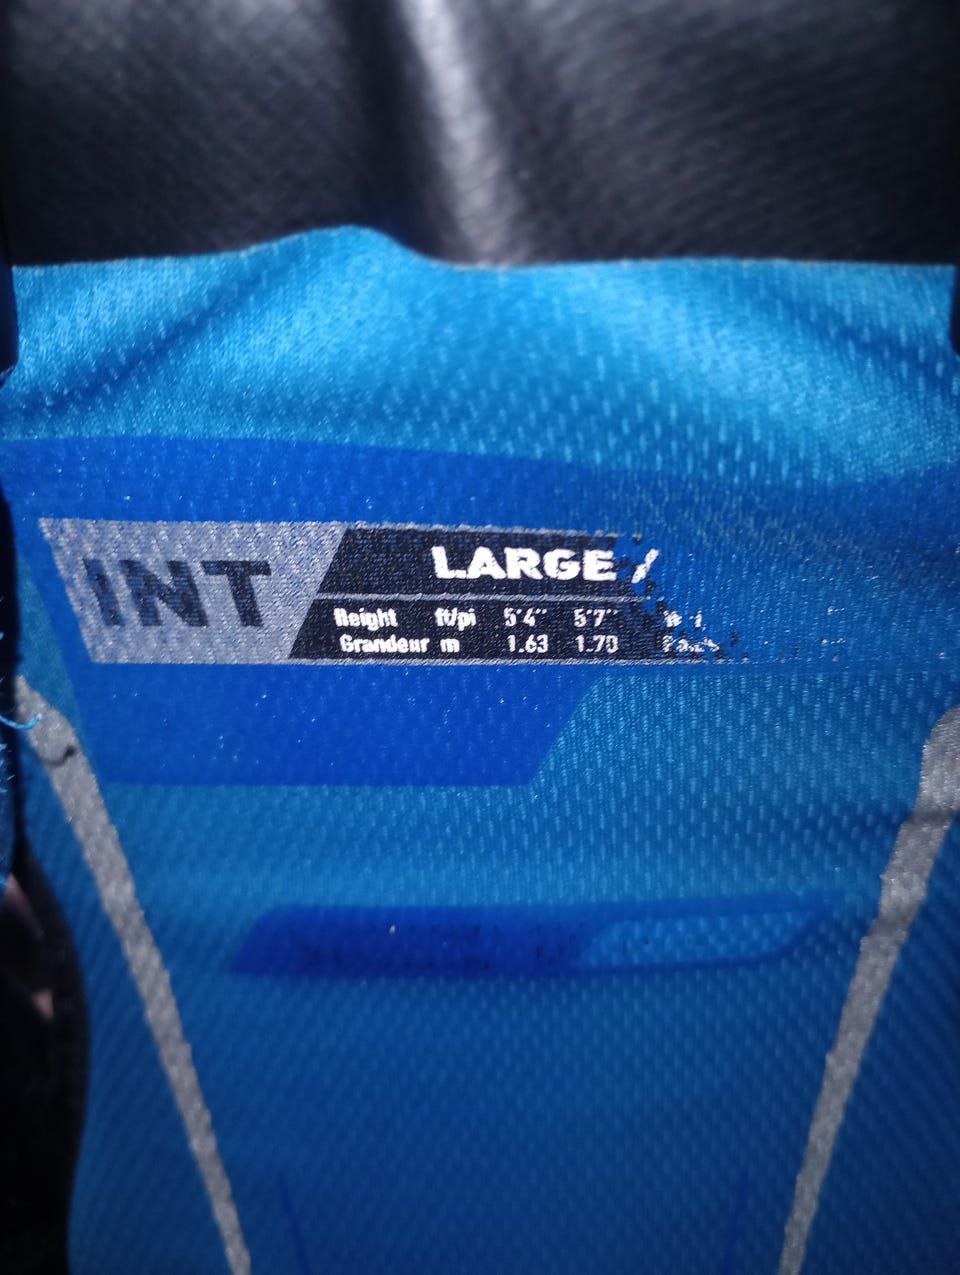 INT
LARGE /
Height ft/pi 5'4" 5'7"
Grandeur m 1.63 1.70